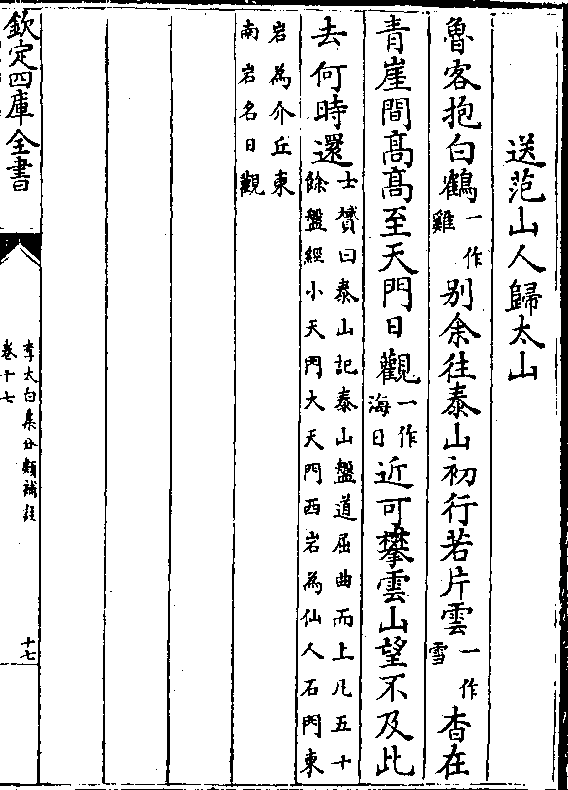 送范山人歸太山
魯客抱白鶴一作雞别余往泰山初行若片雲一作雪杳在
青崖間髙髙至天門日觀一作海日近可攀雲山望不及此
去何時還士贇曰泰山記泰山盤道屈曲而上凡五十
餘盤經小天門大天門西岩為仙人石門東
岩為介丘東
南岩名日觀
欽定四庫全書
李太白集分類補註
卷十七
十七